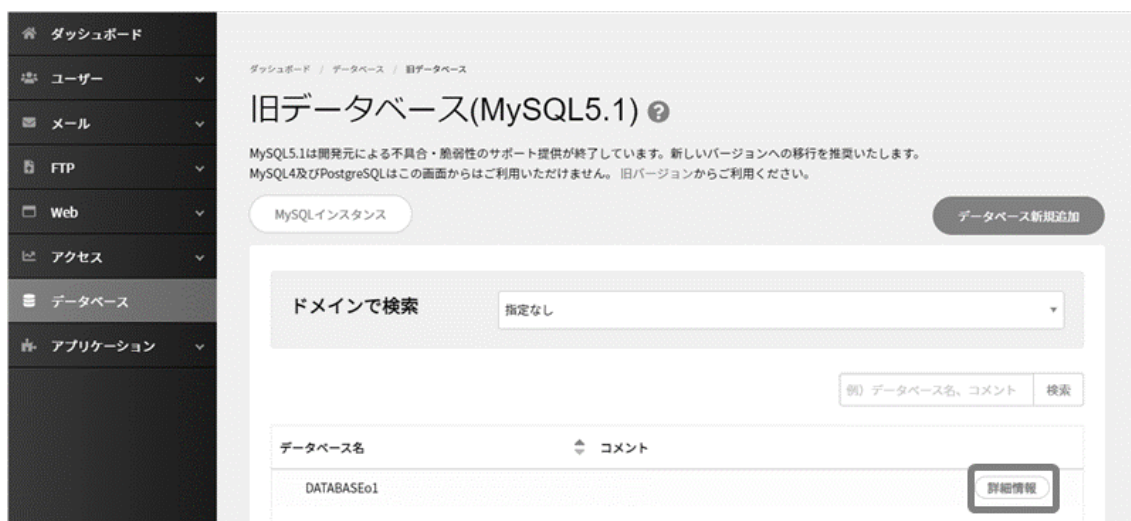 ダッシュボード
ユーザー
メール
FTP
Web
アクセス
データベース
アプリケーション
ダッシュボード / データベース / 旧データベース
旧データベース(MySQL5.1) ?
MySQL5.1は開発元による不具合・脆弱性のサポート提供が終了しています。新しいバージョンへの移行を推奨いたします。
MySQL4及びPostgreSQLはこの画面からはご利用いただけません。 旧バージョンからご利用ください。
MySQLインスタンス
データベース新規追加
ドメインで検索
指定なし
例）データベース名、コメント 検索
データベース名 コメント
DATABASEo1 詳細情報